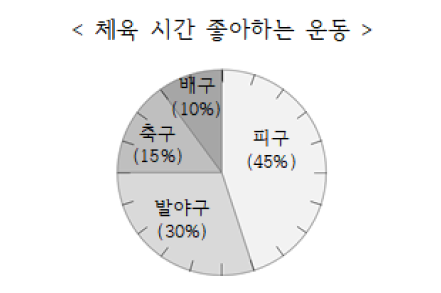 < 체육 시간 좋아하는 운동 >
배구
(10%)
피구
(45%)
축구
(15%)
발야구
(30%)